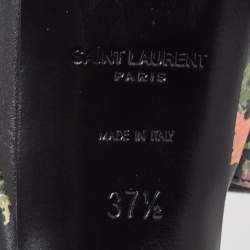 SAINT LAURENT
PARIS
MADE IN ITALY
37½